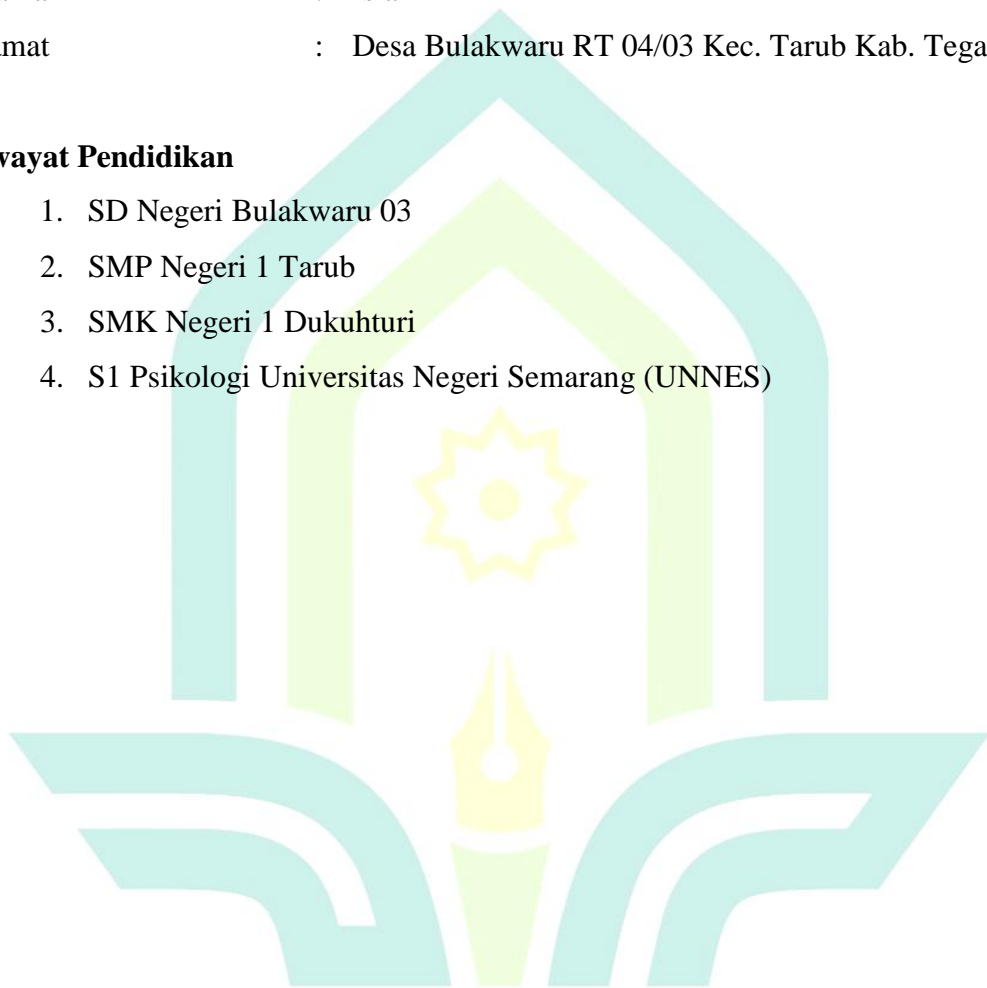 amat : Desa Bulakwaru RT 04/03 Kec. Tarub Kab. Tega
wayat Pendidikan
1. SD Negeri Bulakwaru 03
2. SMP Negeri 1 Tarub
3. SMK Negeri 1 Dukuhturi
4. S1 Psikologi Universitas Negeri Semarang (UNNES)